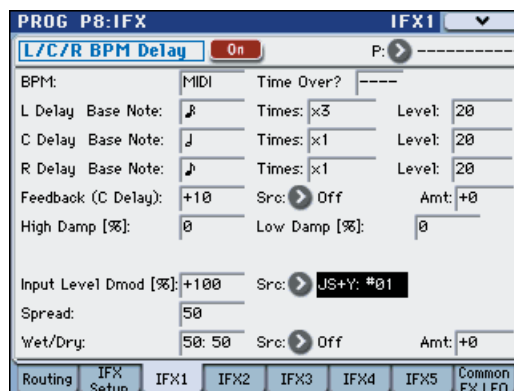 PROG P8:IFX IFX1
L/C/R BPM Delay On P: ----------
BPM: MIDI Time Over? ----
L Delay Base Note: Times: x3 Level: 20
C Delay Base Note: Times: x1 Level: 20
R Delay Base Note: Times: x1 Level: 20
Feedback (C Delay): +10 Src: Off Amt: +0
High Damp [%]: 0 Low Damp [%]: 0
Input Level Dmod [%]: +100 Src: JS+Y: #01
Spread: 50
Wet/Dry: 50: 50 Src: Off Amt: +0
Routing IFX Setup IFX1 IFX2 IFX3 IFX4 IFX5 Common FX LFO